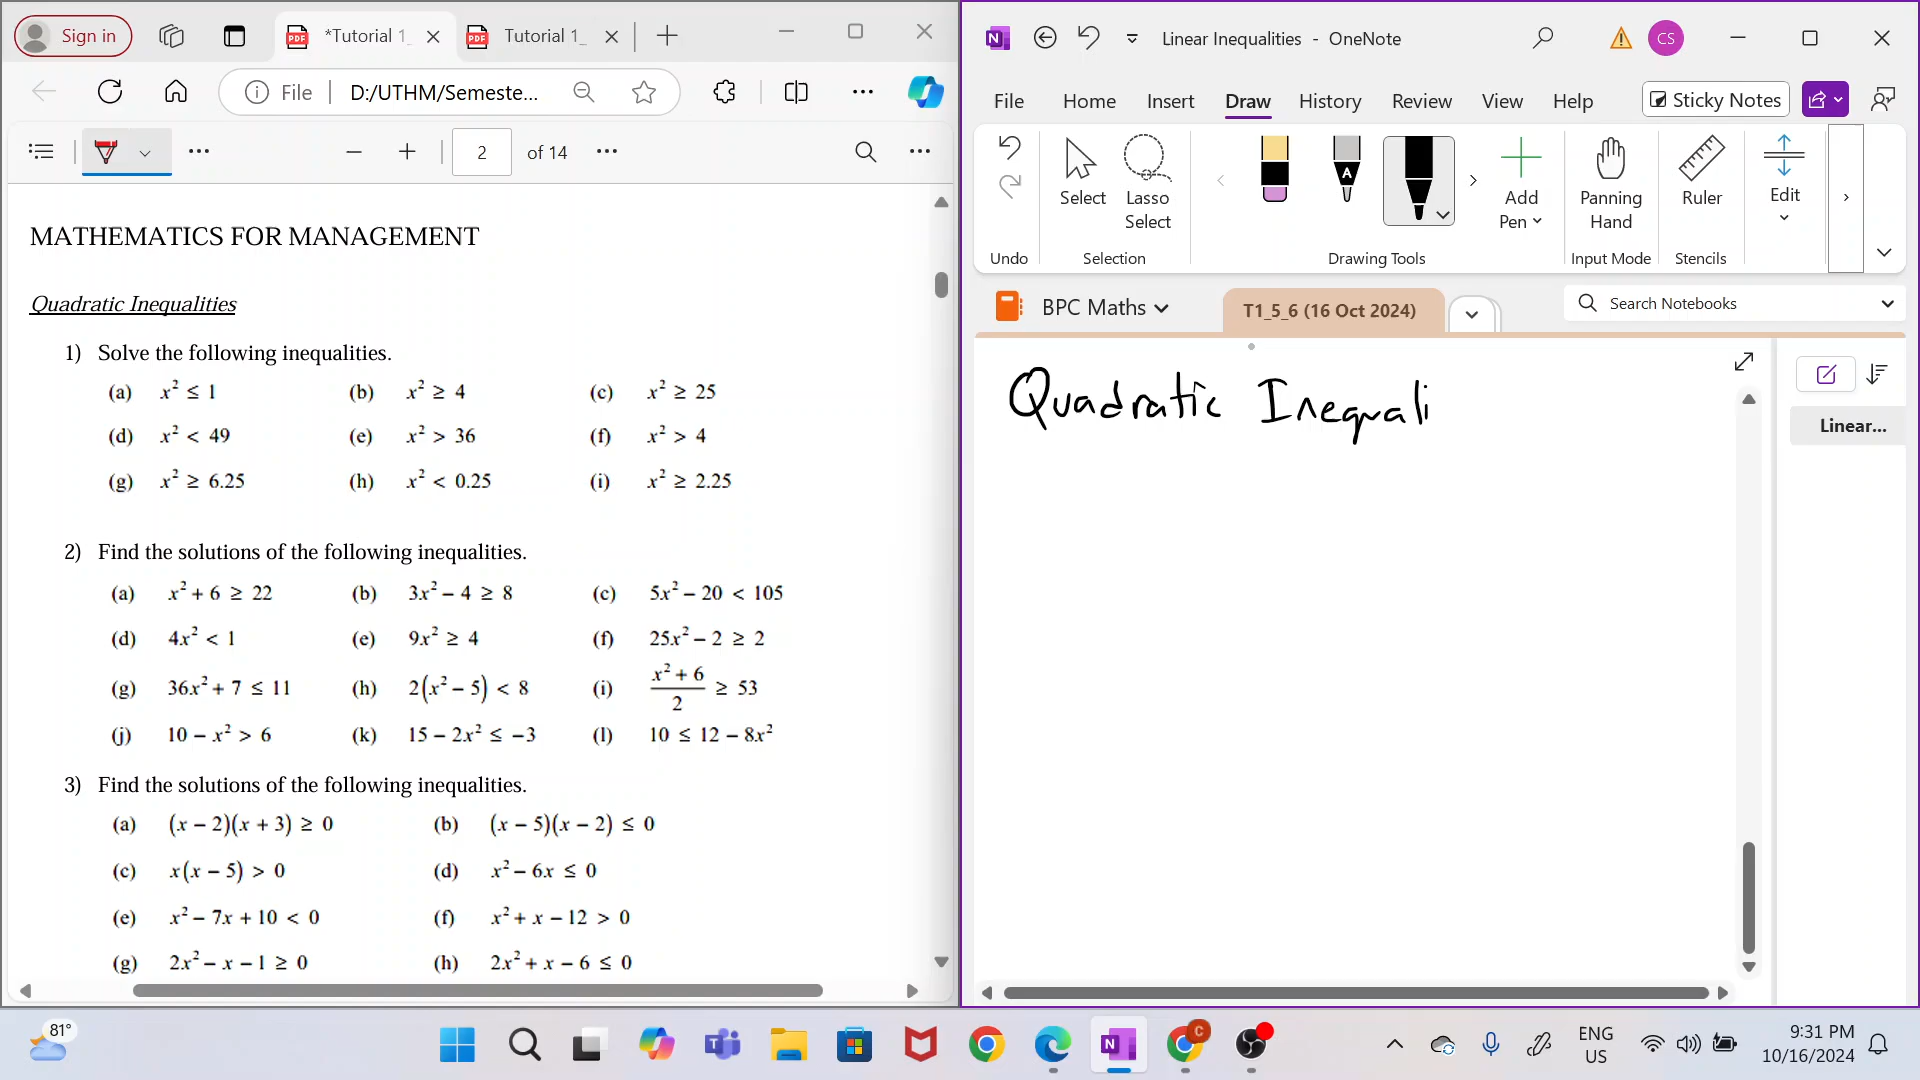 Sign in
*Tutorial 1_
Tutorial 1_
File
D:/UTHM/Semeste...
2 of 14
MATHEMATICS FOR MANAGEMENT
Quadratic Inequalities
1) Solve the following inequalities.
(a) x² ≤ 1 (b) x² ≥ 4 (c) x² ≥ 25
(d) x² < 49 (e) x² > 36 (f) x² > 4
(g) x² ≥ 6.25 (h) x² < 0.25 (i) x² ≥ 2.25
2) Find the solutions of the following inequalities.
(a) x² + 6 ≥ 22 (b) 3x² – 4 ≥ 8 (c) 5x² – 20 < 105
(d) 4x² < 1 (e) 9x² ≥ 4 (f) 25x² – 2 ≥ 2
(g) 36x² + 7 ≤ 11 (h) 2(x² – 5) < 8 (i) (x² + 6)/2 ≥ 53
(j) 10 – x² > 6 (k) 15 – 2x² ≤ –3 (l) 10 ≤ 12 – 8x²
3) Find the solutions of the following inequalities.
(a) (x – 2)(x + 3) ≥ 0 (b) (x – 5)(x – 2) ≤ 0
(c) x(x – 5) > 0 (d) x² – 6x ≤ 0
(e) x² – 7x + 10 < 0 (f) x² + x – 12 > 0
(g) 2x² – x – 1 ≥ 0 (h) 2x² + x – 6 ≤ 0
Linear Inequalities - OneNote
CS
File Home Insert Draw History Review View Help
Sticky Notes
Select
Lasso Select
A
Add Pen
Panning Hand
Ruler
Edit
Undo Selection Drawing Tools Input Mode Stencils
BPC Maths
T1_5_6 (16 Oct 2024)
Search Notebooks
Quadratic Inequali
Linear...
81°
ENG
US
9:31 PM
10/16/2024